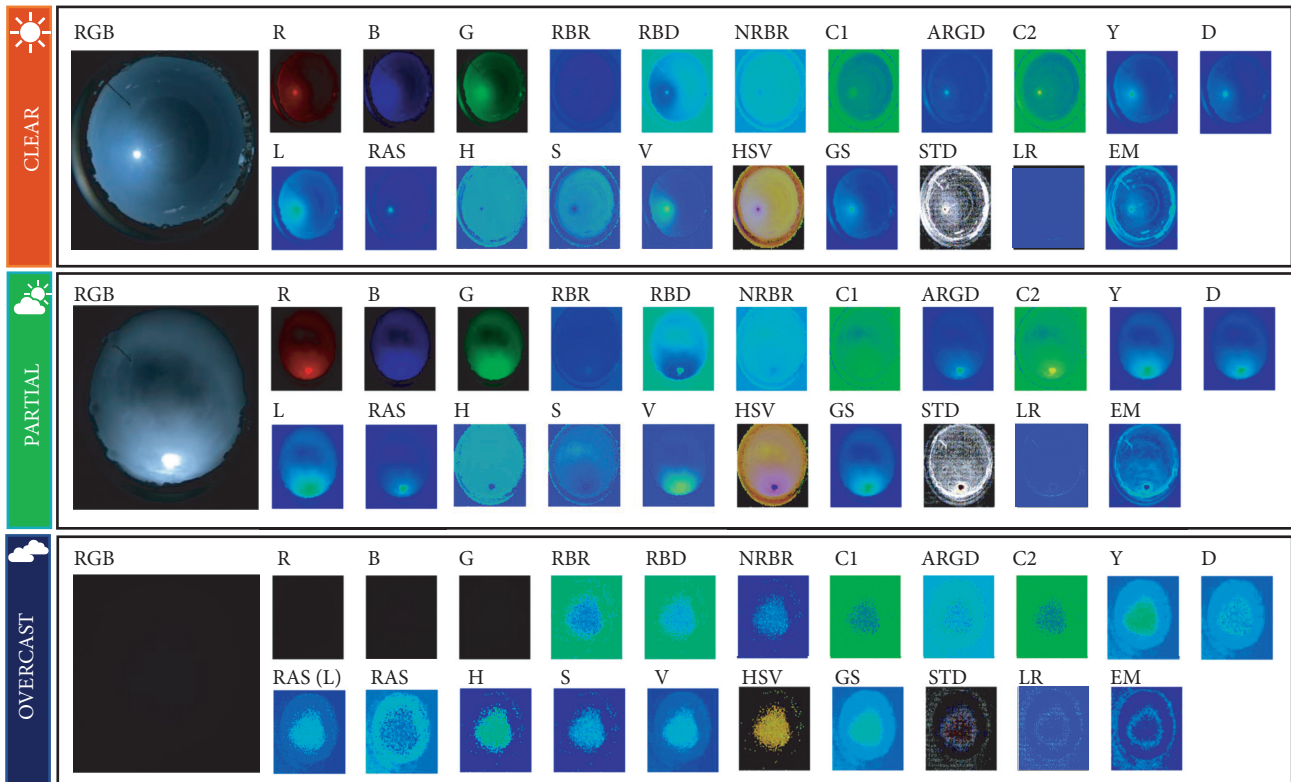 CLEAR
RGB R B G RBR RBD NRBR C1 ARGD C2 Y D
L RAS H S V HSV GS STD LR EM
PARTIAL
RGB R B G RBR RBD NRBR C1 ARGD C2 Y D
L RAS H S V HSV GS STD LR EM
OVERCAST
RGB R B G RBR RBD NRBR C1 ARGD C2 Y D
RAS (L) RAS H S V HSV GS STD LR EM